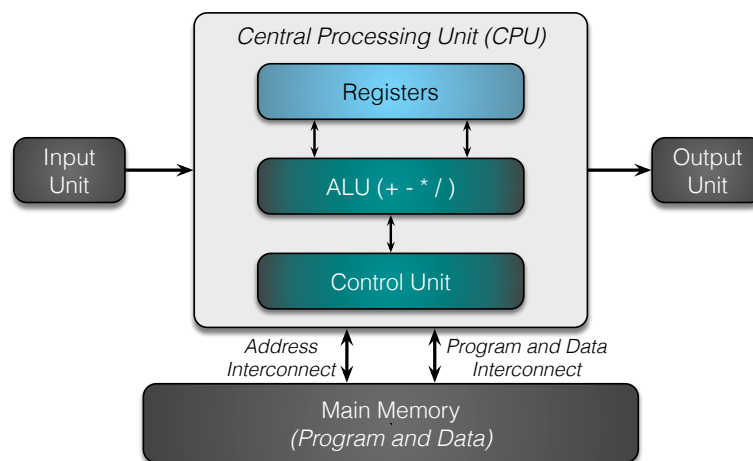 Central Processing Unit (CPU)
Registers
Input
Unit
ALU (+ - * / )
Output
Unit
Control Unit
Address
Interconnect
Program and Data
Interconnect
Main Memory
(Program and Data)